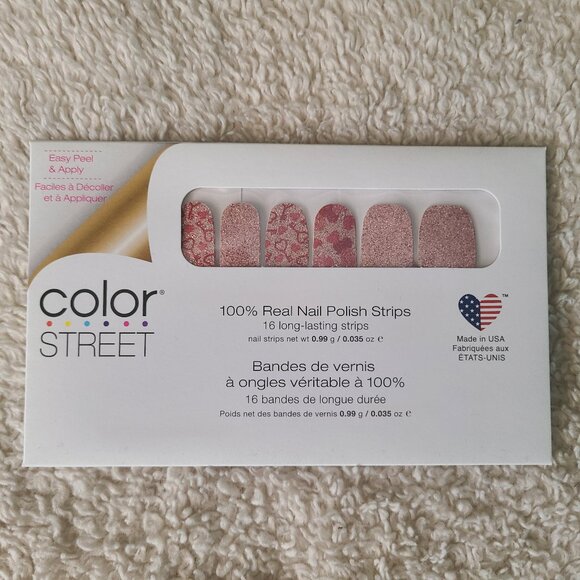 Easy Peel
& Apply
Faciles à Décoller
et à Appliquer
color®
STREET
100% Real Nail Polish Strips
16 long-lasting strips
nail strips net wt 0.99 g / 0.035 oz e
Bandes de vernis
à ongles véritable à 100%
16 bandes de longue durée
Poids net des bandes de vernis 0.99 g / 0.035 oz e
™
Made in USA
Fabriquées aux
ÉTATS-UNIS